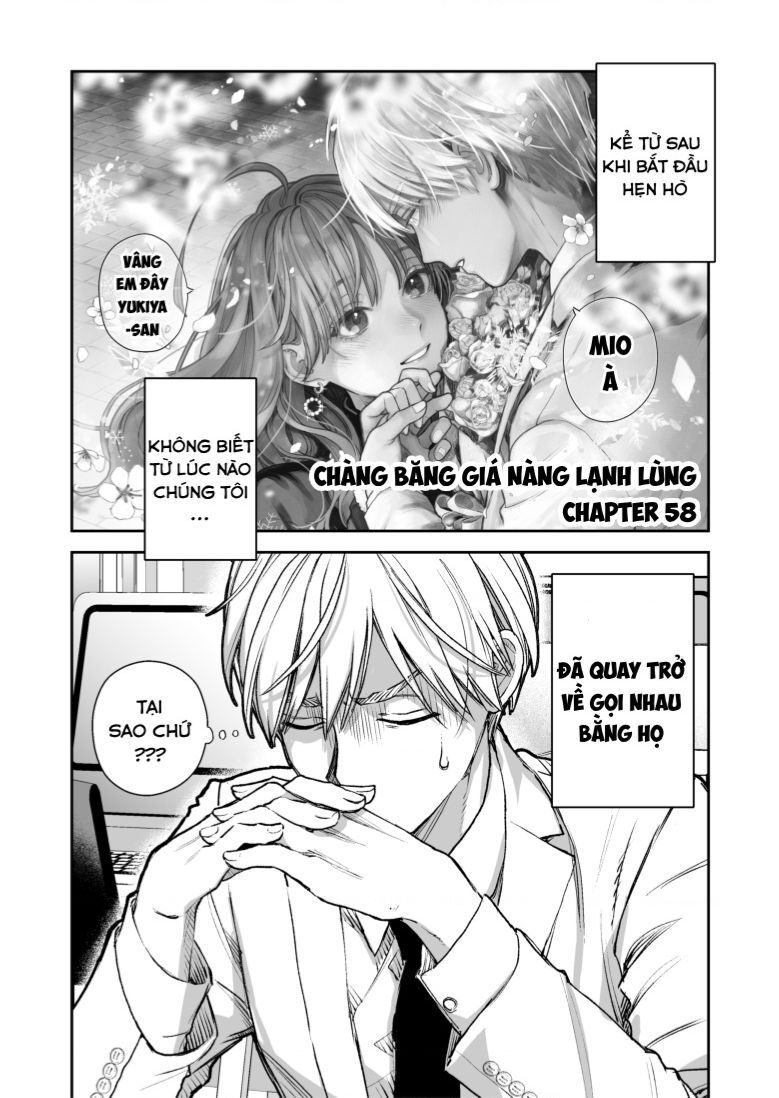 KỂ TỪ SAU
KHI BẮT ĐẦU
HẸN HÒ
MIO
À
VÂNG
EM ĐÂY
YUKIYA
-SAN
KHÔNG BIẾT
TỪ LÚC NÀO
CHÚNG TÔI
...
CHÀNG BĂNG GIÁ NÀNG LẠNH LÙNG
CHAPTER 58
ĐÃ QUAY TRỞ
VỀ GỌI NHAU
BẰNG HỌ
TẠI
SAO CHỨ
???